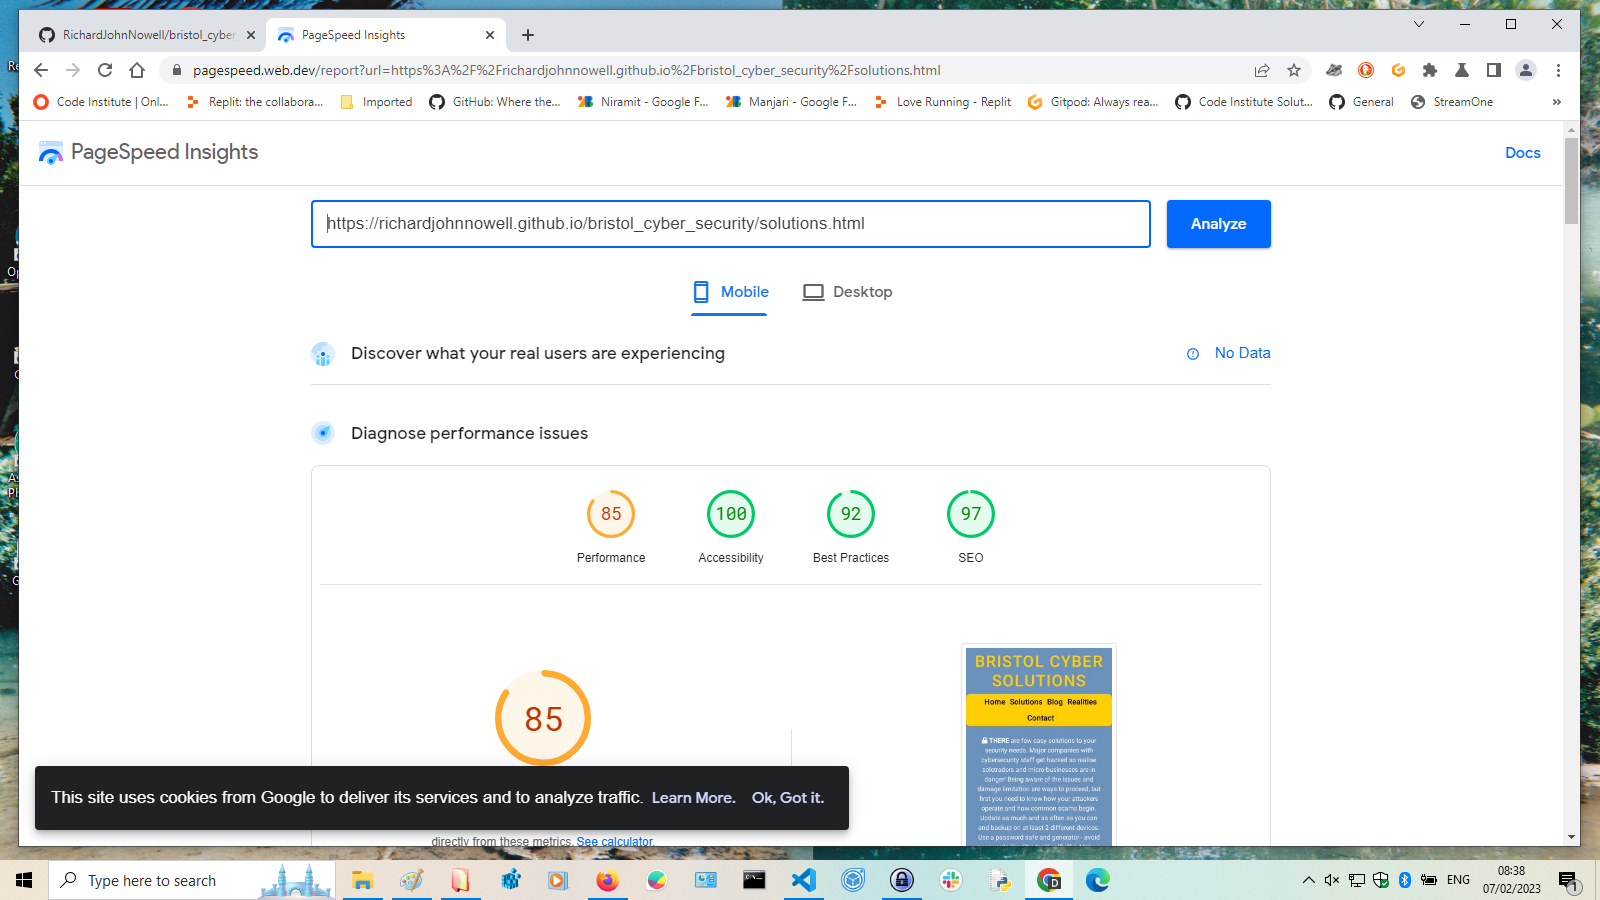 RichardJohnNowell/bristol_cyber
PageSpeed Insights
pagespeed.web.dev/report?url=https%3A%2F%2Frichardjohnnowell.github.io%2Fbristol_cyber_security%2Fsolutions.html
Code Institute | Onl...
Replit: the collabora...
Imported
GitHub: Where the...
Niramit - Google F...
Manjari - Google F...
Love Running - Replit
Gitpod: Always rea...
Code Institute Solut...
General
StreamOne
»
PageSpeed Insights
Docs
https://richardjohnnowell.github.io/bristol_cyber_security/solutions.html
Analyze
Mobile
Desktop
Discover what your real users are experiencing
No Data
Diagnose performance issues
85
100
92
97
Performance
Accessibility
Best Practices
SEO
85
BRISTOL CYBER
SOLUTIONS
Home Solutions Blog Realities
Contact
THERE are few easy solutions to your
security needs. Major companies with
cybersecurity staff get hacked so realise
soletraders and micro-businesses are in
danger! Being aware of the issues and
damage limitation are ways to proceed, but
first you need to know how your attackers
operate and how common scams begin.
Update as much and as often as you can
and backup on at least 2 different devices.
Use a password safe and generator - avoid
This site uses cookies from Google to deliver its services and to analyze traffic. Learn More. Ok, Got it.
directly from these metrics. See calculator.
Type here to search
ENG
08:38
07/02/2023
1